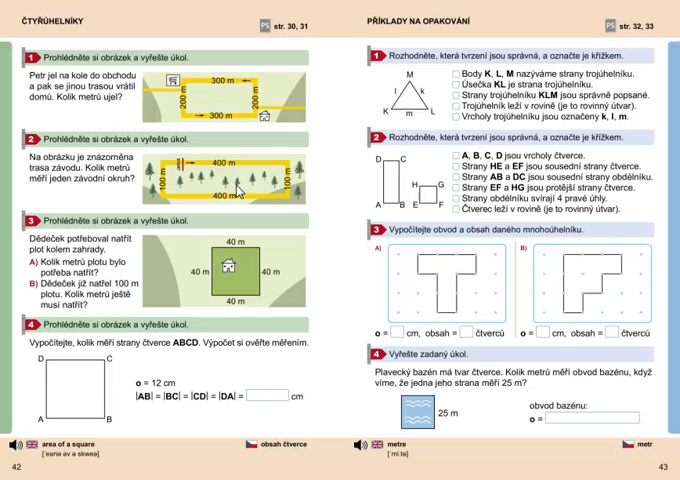 ČTYŘÚHELNÍKY
PS str. 30, 31
1 Prohlédněte si obrázek a vyřešte úkol.
Petr jel na kole do obchodu
a pak se jinou trasou vrátil
domů. Kolik metrů ujel?
300 m
200 m
200 m
300 m
2 Prohlédněte si obrázek a vyřešte úkol.
Na obrázku je znázorněna
trasa závodu. Kolik metrů
měří jeden závodní okruh?
START
400 m
100 m
100 m
400 m
3 Prohlédněte si obrázek a vyřešte úkol.
Dědeček potřeboval natřít
plot kolem zahrady.
A) Kolik metrů plotu bylo
potřeba natřít?
B) Dědeček již natřel 100 m
plotu. Kolik metrů ještě
musí natřít?
40 m
40 m
40 m
40 m
4 Prohlédněte si obrázek a vyřešte úkol.
Vypočítejte, kolik měří strany čtverce ABCD. Výpočet si ověřte měřením.
D C
A B
o = 12 cm
|AB| = |BC| = |CD| = |DA| = cm
area of a square
[ˈeəriə əv ə skweə]
obsah čtverce
42
PŘÍKLADY NA OPAKOVÁNÍ
PS str. 32, 33
1 Rozhodněte, která tvrzení jsou správná, a označte je křížkem.
M
l k
K m L
Body K, L, M nazýváme strany trojúhelníku.
Úsečka KL je strana trojúhelníku.
Strany trojúhelníku KLM jsou správně popsané.
Trojúhelník leží v rovině (je to rovinný útvar).
Vrcholy trojúhelníku jsou označeny k, l, m.
2 Rozhodněte, která tvrzení jsou správná, a označte je křížkem.
D C
H G
A B E F
A, B, C, D jsou vrcholy čtverce.
Strany HE a EF jsou sousední strany čtverce.
Strany AB a DC jsou sousední strany obdélníku.
Strany EF a HG jsou protější strany čtverce.
Strany obdélníku svírají 4 pravé úhly.
Čtverec leží v rovině (je to rovinný útvar).
3 Vypočítejte obvod a obsah daného mnohoúhelníku.
A)
B)
o = cm, obsah = čtverců
o = cm, obsah = čtverců
4 Vyřešte zadaný úkol.
Plavecký bazén má tvar čtverce. Kolik metrů měří obvod bazénu, když
víme, že jedna jeho strana měří 25 m?
25 m
obvod bazénu:
o =
metre
[ˈmiːtə]
metr
43